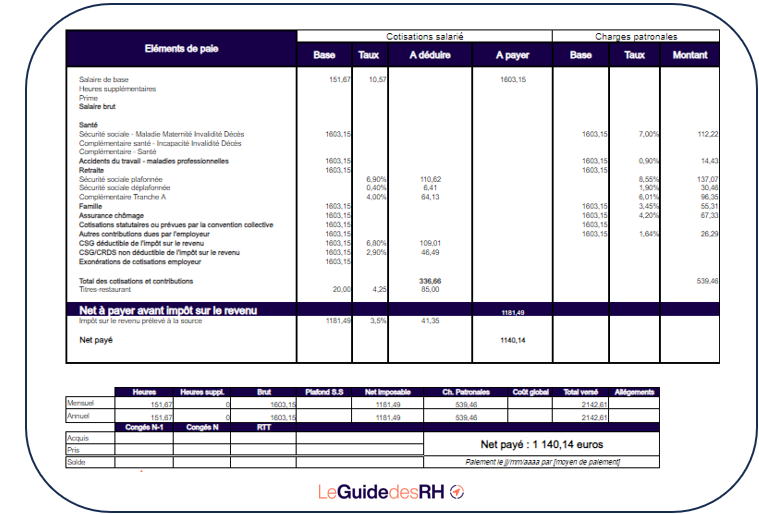 Cotisations salarié Charges patronales
Eléments de paie Base Taux A déduire A payer Base Taux Montant
Salaire de base 151,67 10,57 1603,15
Heures supplémentaires
Prime
Salaire brut
Santé
Sécurité sociale - Maladie Maternité Invalidité Décès 1603,15 1603,15 7,00% 112,22
Complémentaire santé - Incapacité Invalidité Décès
Complémentaire - Santé
Accidents du travail - maladies professionnelles 1603,15 1603,15 0,90% 14,43
Retraite 1603,15 1603,15
Sécurité sociale plafonnée 6,90% 110,62 8,55% 137,07
Sécurité sociale déplafonnée 0,40% 6,41 1,90% 30,46
Complémentaire Tranche A 4,00% 64,13 6,01% 96,35
Famille 1603,15 1603,15 3,45% 55,31
Assurance chômage 1603,15 1603,15 4,20% 67,33
Cotisations statutaires ou prévues par la convention collective 1603,15 1603,15
Autres contributions dues par l'employeur 1603,15 1603,15 1,64% 26,29
CSG déductible de l'impôt sur le revenu 1603,15 6,80% 109,01
CSG/CRDS non déductible de l'impôt sur le revenu 1603,15 2,90% 46,49
Exonérations de cotisations employeur 1603,15
Total des cotisations et contributions 336,66 539,46
Titres-restaurant 20,00 4,25 85,00
Net à payer avant impôt sur le revenu 1181,49
Impôt sur le revenu prélevé à la source 1181,49 3,5% 41,35
Net payé 1140,14
Heures Heures suppl. Brut Plafond S.S Net Imposable Ch. Patronales Coût global Total versé Allégements
Mensuel 151,67 0 1603,15 1181,49 539,46 2142,61
Annuel 151,67 0 1603,15 1181,49 539,46 2142,61
Congés N-1 Congés N RTT
Acquis
Net payé : 1 140,14 euros
Pris
Solde Paiement le jj/mm/aaaa par [moyen de paiement]
LeGuidedesRH